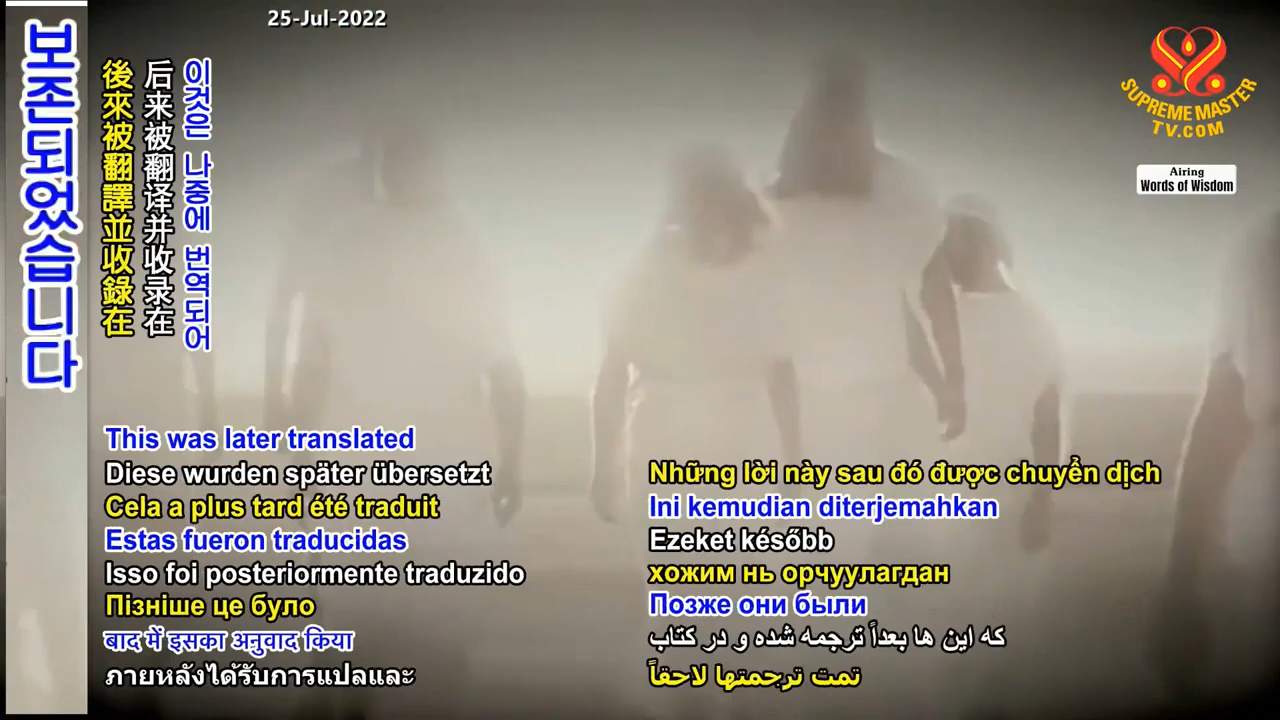 25-Jul-2022
SUPREME MASTER
TV.COM
Airing
Words of Wisdom
보존되었습니다
後來被翻譯並收錄在
后来被翻译并收录在
이것은 나중에 번역되어
This was later translated
Diese wurden später übersetzt
Cela a plus tard été traduit
Estas fueron traducidas
Isso foi posteriormente traduzido
Пізніше це було
बाद में इसका अनुवाद किया
ภายหลังได้รับการแปลและ
Những lời này sau đó được chuyển dịch
Ini kemudian diterjemahkan
Ezeket később
хожим нь орчуулагдан
Позже они были
که این ها بعداً ترجمه شده و در کتاب
تمت ترجمتها لاحقاً